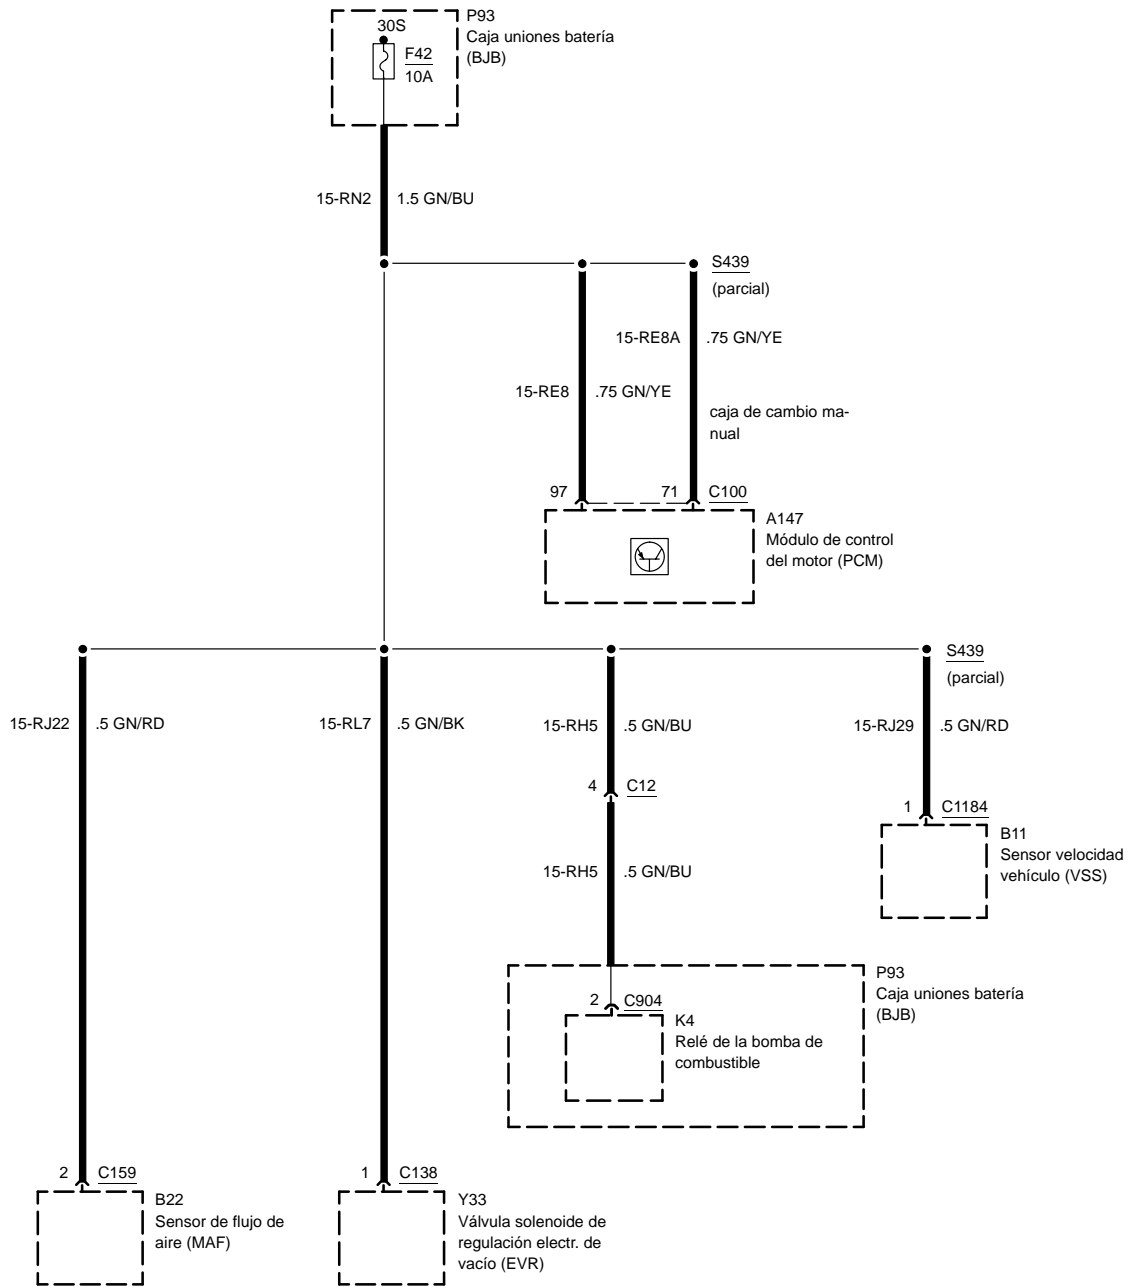 30S
F42
10A
P93
Caja uniones batería
(BJB)
15-RN2
1.5 GN/BU
S439
(parcial)
15-RE8A
.75 GN/YE
15-RE8
.75 GN/YE
caja de cambio ma-
nual
97
71
C100
A147
Módulo de control
del motor (PCM)
S439
(parcial)
15-RJ22
.5 GN/RD
15-RL7
.5 GN/BK
15-RH5
.5 GN/BU
15-RJ29
.5 GN/RD
4
C12
1
C1184
B11
Sensor velocidad
vehículo (VSS)
15-RH5
.5 GN/BU
P93
Caja uniones batería
(BJB)
2
C904
K4
Relé de la bomba de
combustible
2
C159
B22
Sensor de flujo de
aire (MAF)
1
C138
Y33
Válvula solenoide de
regulación electr. de
vacío (EVR)